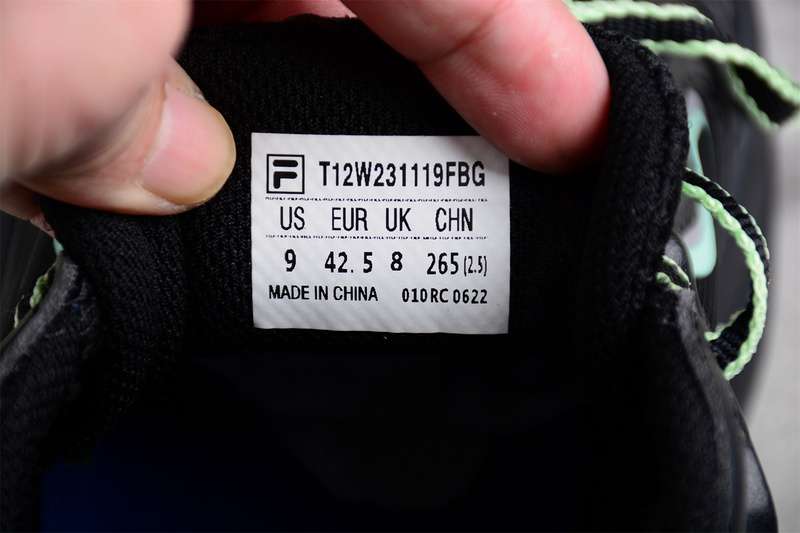 F T12W231119FBG
US EUR UK CHN
9 42.5 8 265(2.5)
MADE IN CHINA 010RC0622